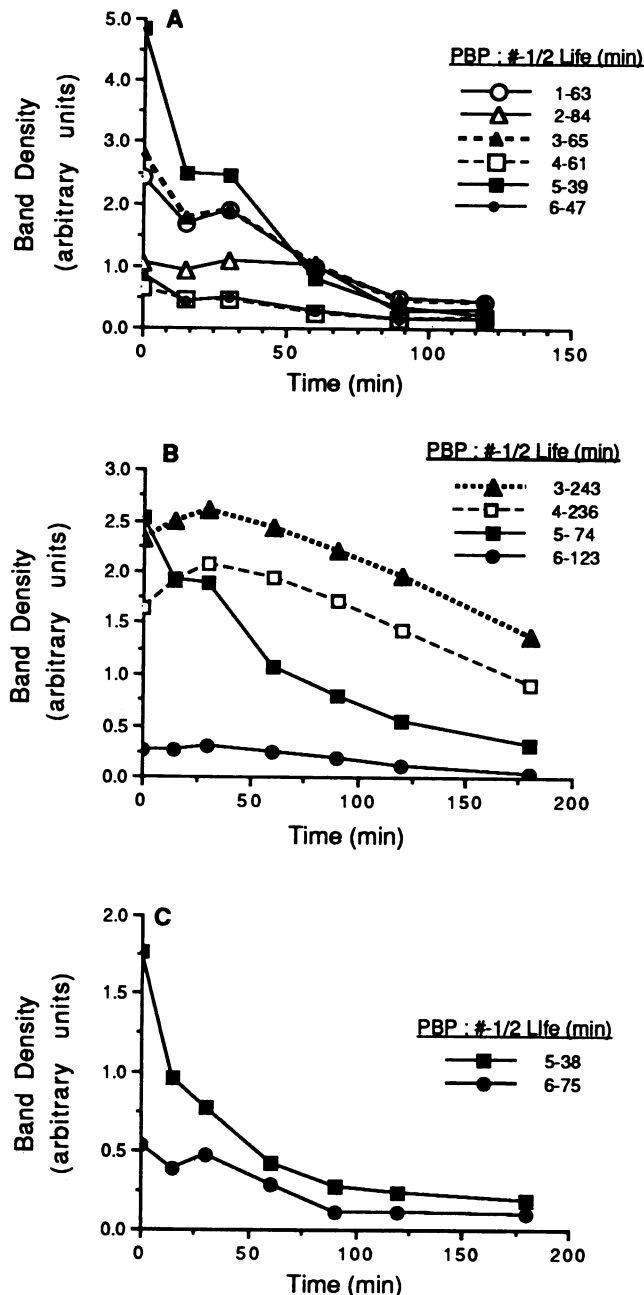 A
5.0
4.0
3.0
2.0
1.0
0.0
Band Density
(arbitrary units)
0
50
100
150
Time (min)
PBP : #-1/2 Life (min)
1-63
2-84
3-65
4-61
5-39
6-47
B
3.0
2.5
2.0
1.5
1.0
0.5
0.0
Band Density
(arbitrary units)
0
50
100
150
200
Time (min)
PBP : #-1/2 Life (min)
3-243
4-236
5- 74
6-123
C
2.0
1.5
1.0
0.5
0.0
Band Density
(arbitrary units)
0
50
100
150
200
Time (min)
PBP : #-1/2 LIfe (min)
5-38
6-75